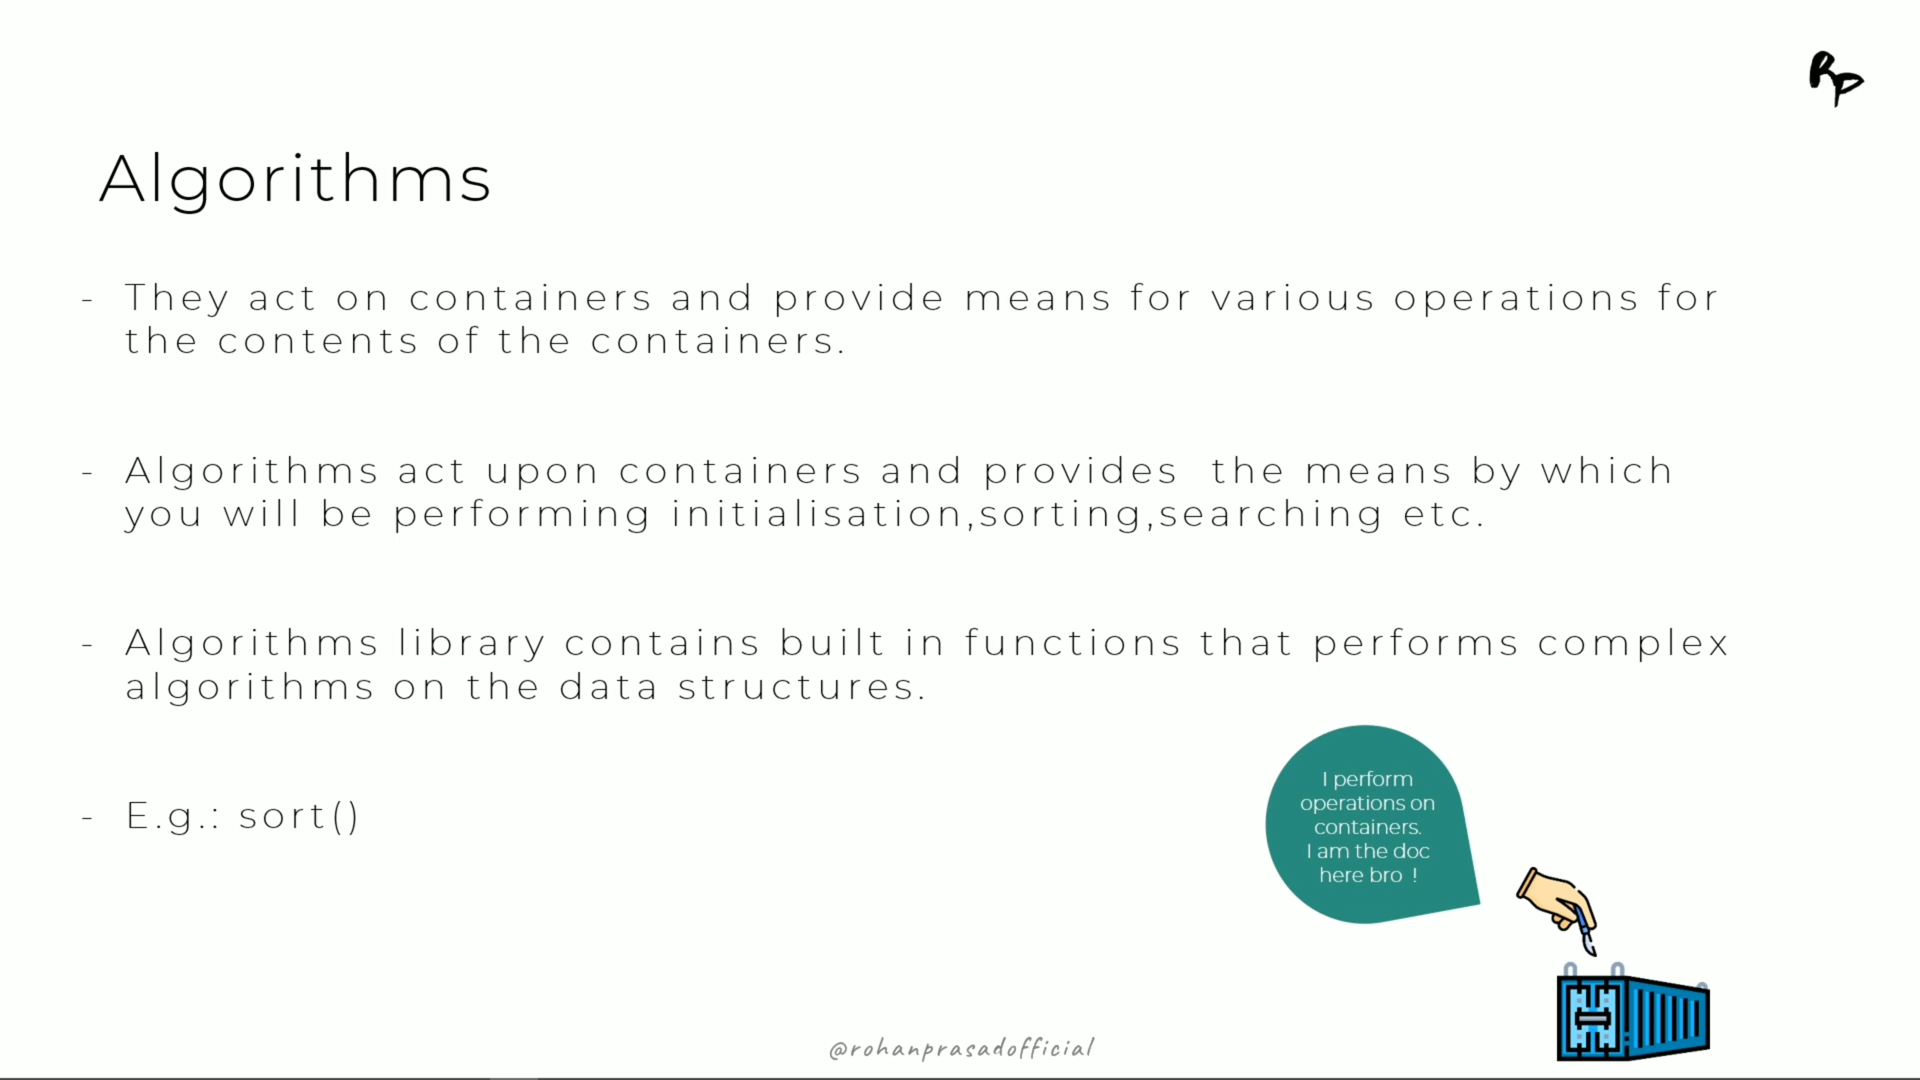 RP
Algorithms
- They act on containers and provide means for various operations for
the contents of the containers.
- Algorithms act upon containers and provides the means by which
you will be performing initialisation,sorting,searching etc.
- Algorithms library contains built in functions that performs complex
algorithms on the data structures.
- E.g.: sort()
I perform
operations on
containers.
I am the doc
here bro !
@rohanprasadofficial